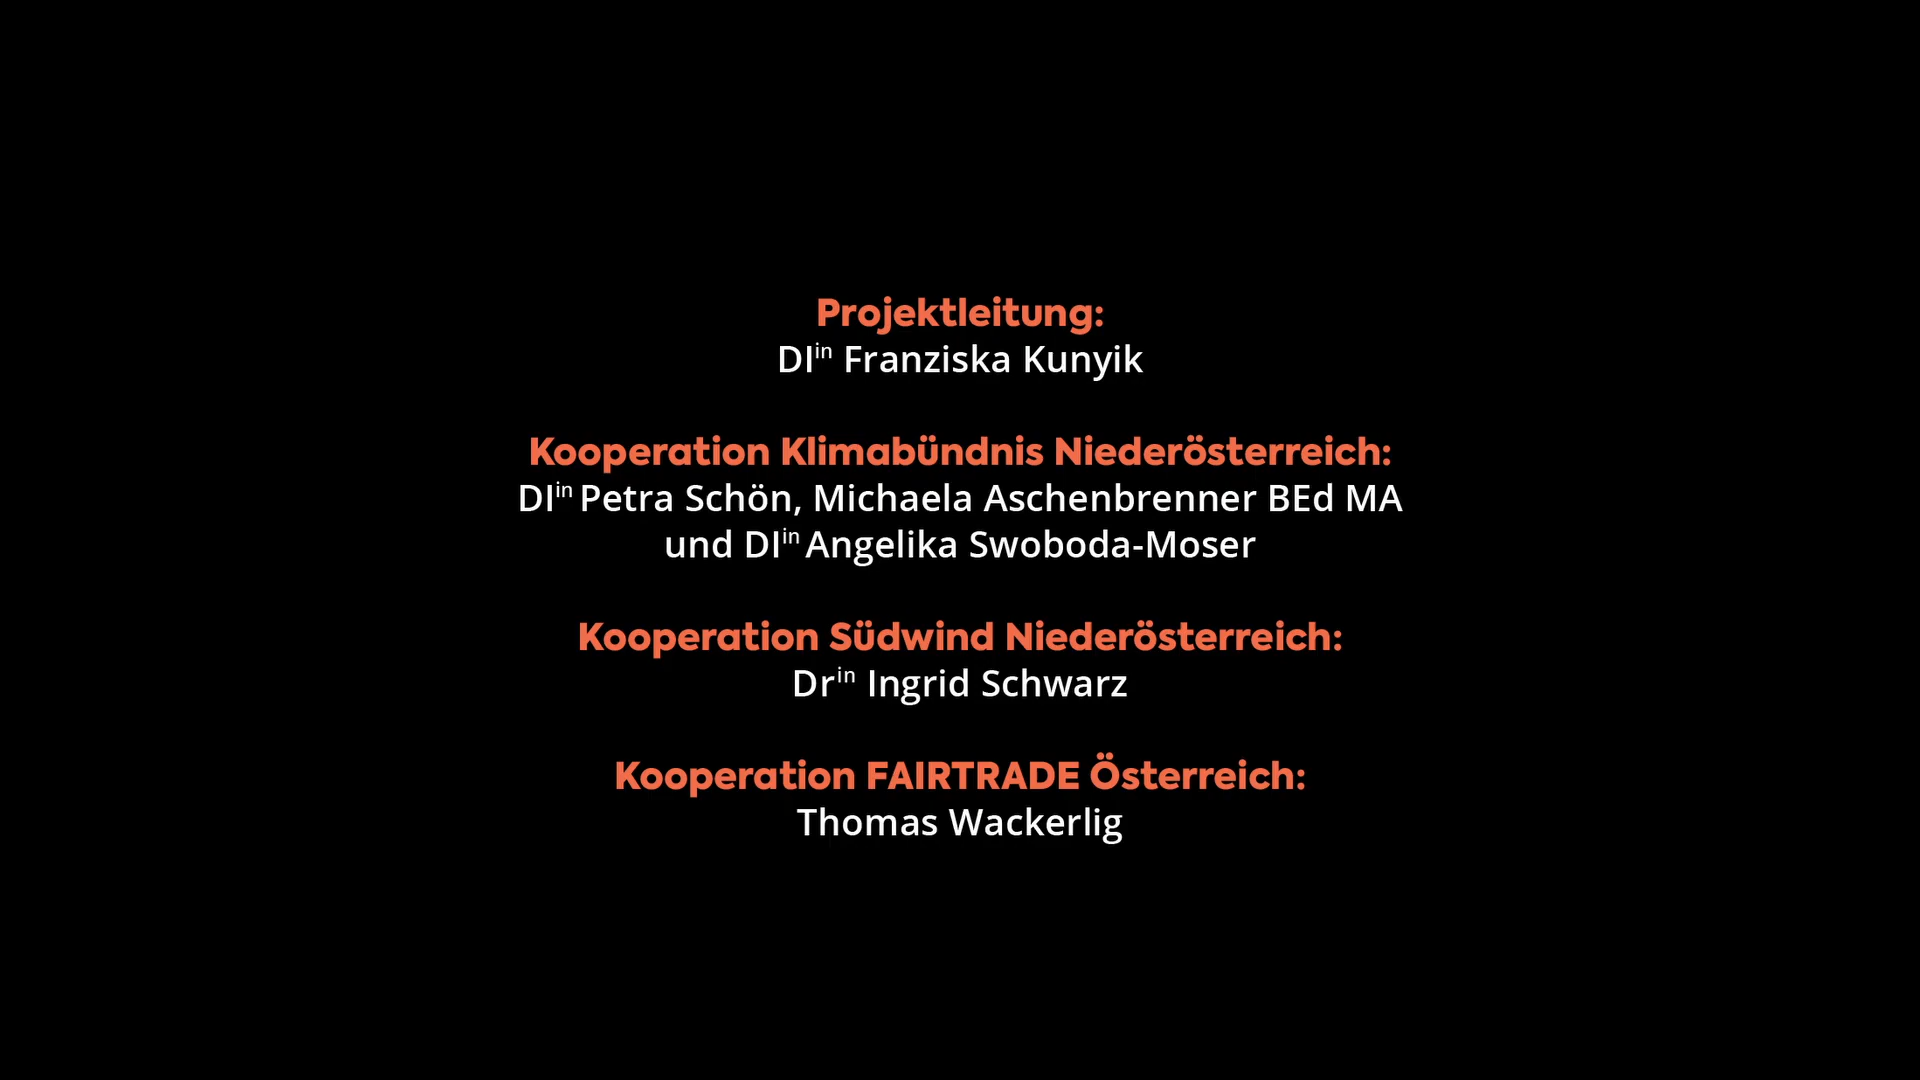 Projektleitung:
DIⁱⁿ Franziska Kunyik
Kooperation Klimabündnis Niederösterreich:
DIⁱⁿ Petra Schön, Michaela Aschenbrenner BEd MA
und DIⁱⁿ Angelika Swoboda-Moser
Kooperation Südwind Niederösterreich:
Drⁱⁿ Ingrid Schwarz
Kooperation FAIRTRADE Österreich:
Thomas Wackerlig